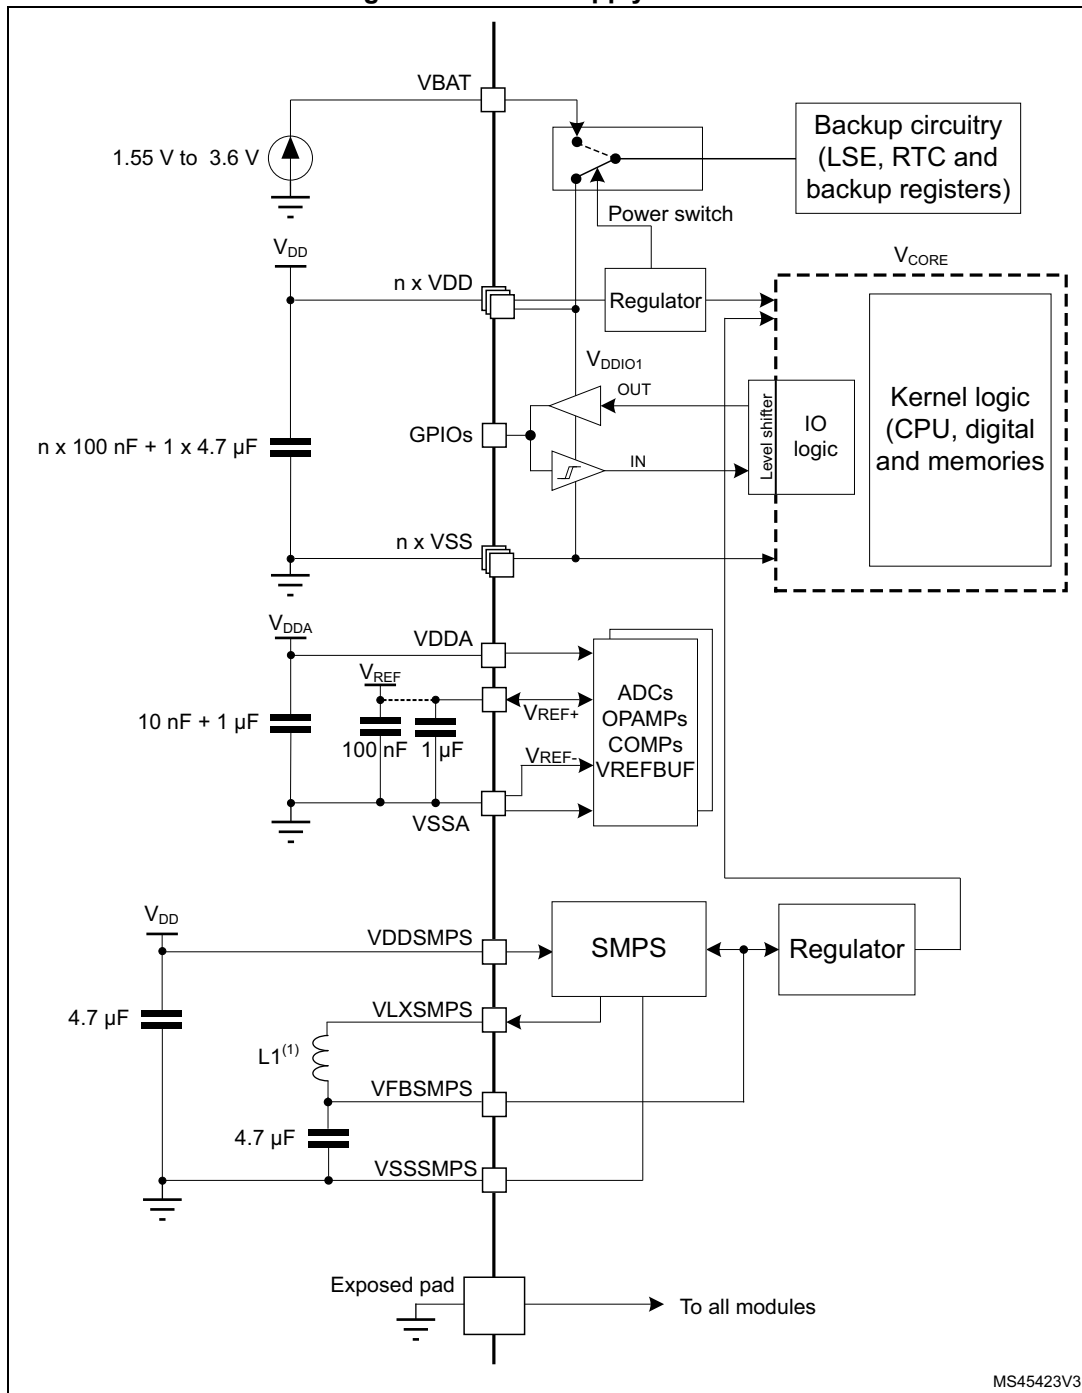 VBAT
1.55 V to 3.6 V
Power switch
Backup circuitry
(LSE, RTC and
backup registers)
VDD
n x VDD
Regulator
VCORE
VDDIO1
OUT
GPIOs
IN
Level shifter
IO
logic
Kernel logic
(CPU, digital
and memories
n x 100 nF + 1 x 4.7 µF
n x VSS
VDDA
VDDA
VREF
10 nF + 1 µF
100 nF
1 µF
VREF+
VREF-
ADCs
OPAMPs
COMPs
VREFBUF
VSSA
VDD
VDDSMPS
SMPS
Regulator
4.7 µF
VLXSMPS
L1(1)
VFBSMPS
4.7 µF
VSSSMPS
Exposed pad
To all modules
MS45423V3